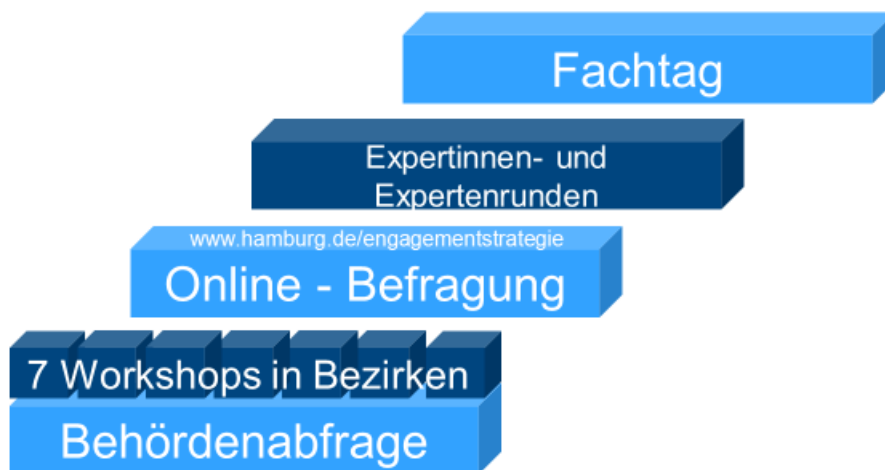 Fachtag
Expertinnen- und
Expertenrunden
www.hamburg.de/engagementstrategie
Online - Befragung
7 Workshops in Bezirken
Behördenabfrage